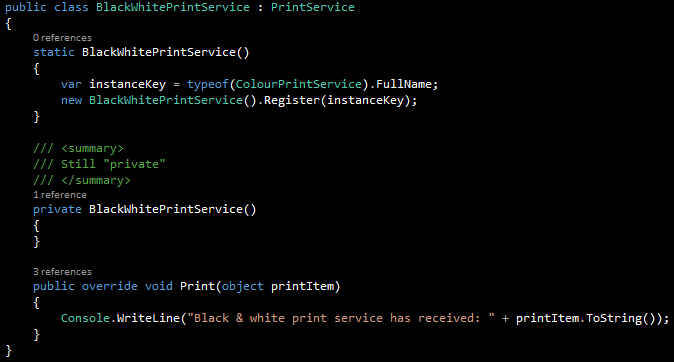 public class BlackWhitePrintService : PrintService
{
0 references
static BlackWhitePrintService()
{
var instanceKey = typeof(ColourPrintService).FullName;
new BlackWhitePrintService().Register(instanceKey);
}
/// <summary>
/// Still "private"
/// </summary>
1 reference
private BlackWhitePrintService()
{
}
3 references
public override void Print(object printItem)
{
Console.WriteLine("Black & white print service has received: " + printItem.ToString());
}
}